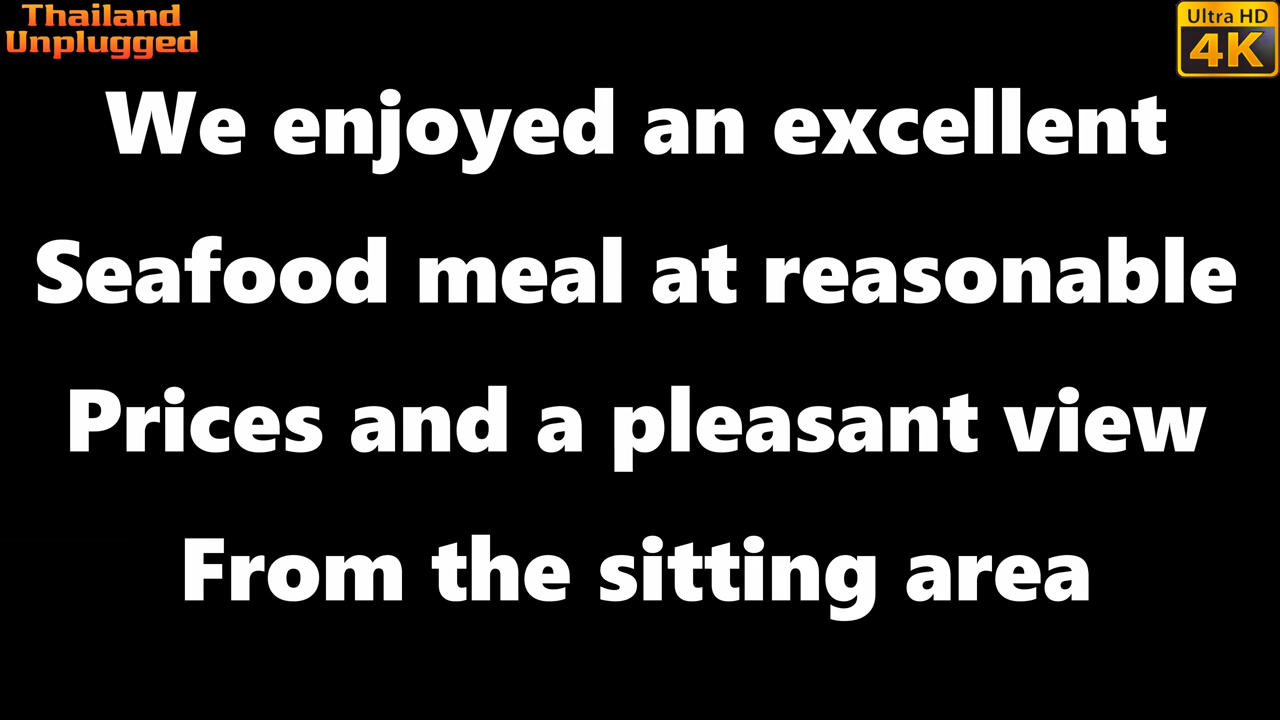 Thailand
Unplugged
Ultra HD
4K
We enjoyed an excellent
Seafood meal at reasonable
Prices and a pleasant view
From the sitting area